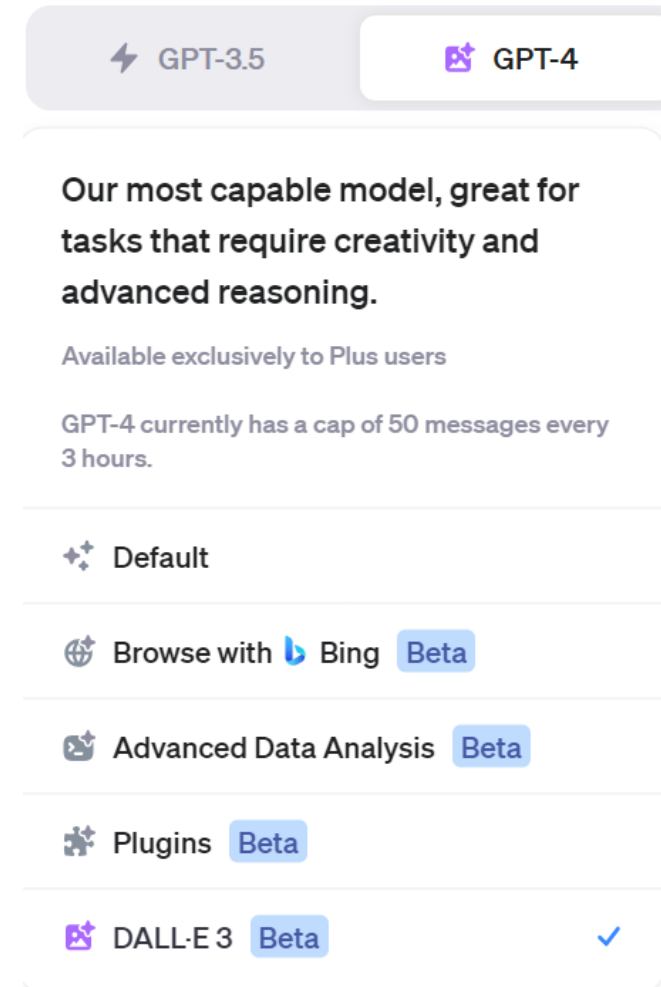 GPT-3.5
GPT-4
Our most capable model, great for
tasks that require creativity and
advanced reasoning.
Available exclusively to Plus users
GPT-4 currently has a cap of 50 messages every
3 hours.
Default
Browse with Bing Beta
Advanced Data Analysis Beta
Plugins Beta
DALL·E 3 Beta